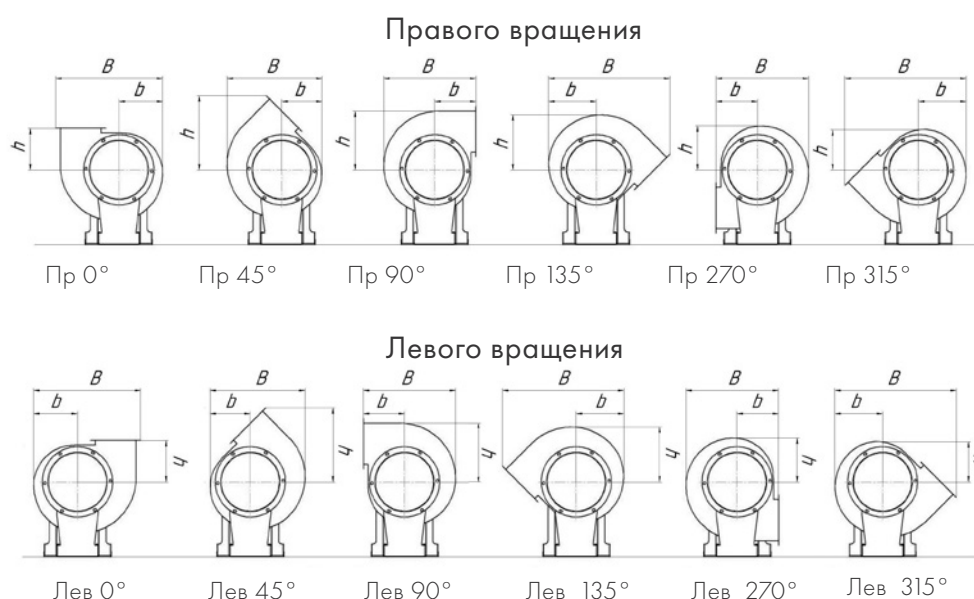 Правого вращения
B B B B B B
b b b b b b
h h h h h h
Пр 0° Пр 45° Пр 90° Пр 135° Пр 270° Пр 315°
Левого вращения
B B B B B B
b b b b b b
h h h h h
Лев 0° Лев 45° Лев 90° Лев 135° Лев 270° Лев 315°